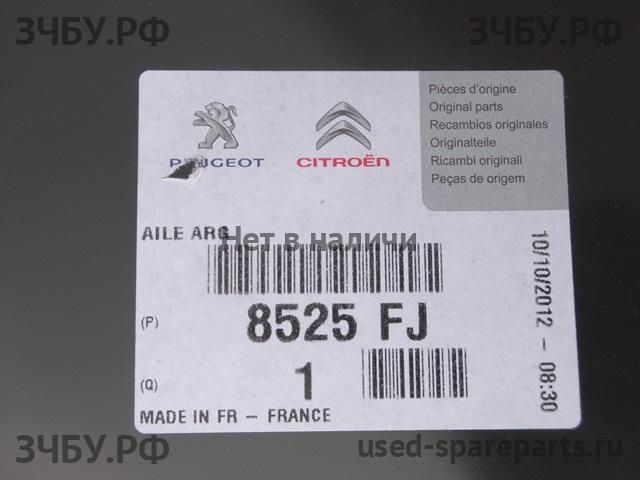 ЗЧБУ.РФ
ЗЧБУ.РФ
PEUGEOT
CITROËN
Pièces d'origine
Original parts
Recambios originales
Originalteile
Ricambi originali
Peças de origem
AILE ARG
Нет в наличи
(P)
8525 FJ
(Q)
1
10/10/2012 - 08:30
MADE IN FR - FRANCE
ЗЧБУ.РФ
used-spareparts.ru